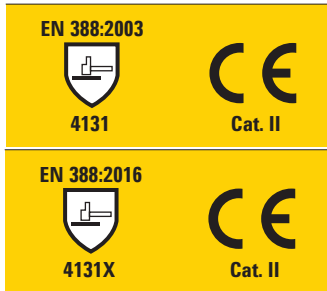 EN 388:2003
CE
4131
Cat. II
EN 388:2016
CE
4131X
Cat. II